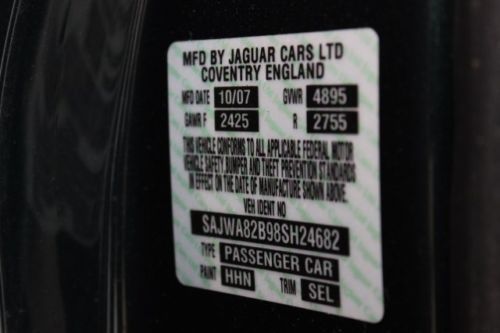 MFD BY JAGUAR CARS LTD
COVENTRY ENGLAND
MFD DATE 10/07 GVWR 4895
GAWR F 2425 R 2755
THIS VEHICLE CONFORMS TO ALL APPLICABLE FEDERAL MOTOR
VEHICLE SAFETY BUMPER AND THEFT PREVENTION STANDARDS
IN EFFECT ON THE DATE OF MANUFACTURE SHOWN ABOVE.
VEH IDENT NO
SAJWA82B98SH24682
TYPE PASSENGER CAR
PAINT HHN TRIM SEL